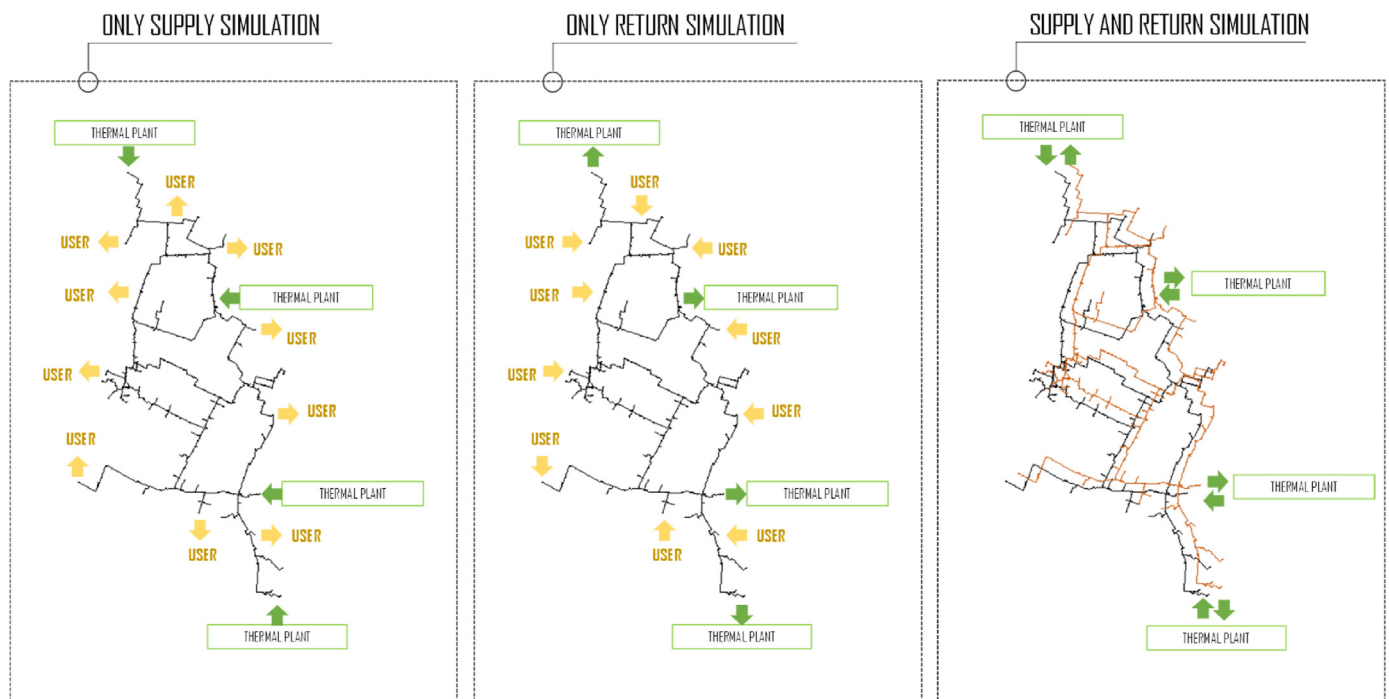 ONLY SUPPLY SIMULATION
THERMAL PLANT
USER
USER
USER
USER
THERMAL PLANT
USER
USER
USER
USER
THERMAL PLANT
USER
USER
THERMAL PLANT
ONLY RETURN SIMULATION
THERMAL PLANT
USER
USER
USER
USER
THERMAL PLANT
USER
USER
USER
USER
THERMAL PLANT
USER
USER
THERMAL PLANT
SUPPLY AND RETURN SIMULATION
THERMAL PLANT
THERMAL PLANT
THERMAL PLANT
THERMAL PLANT